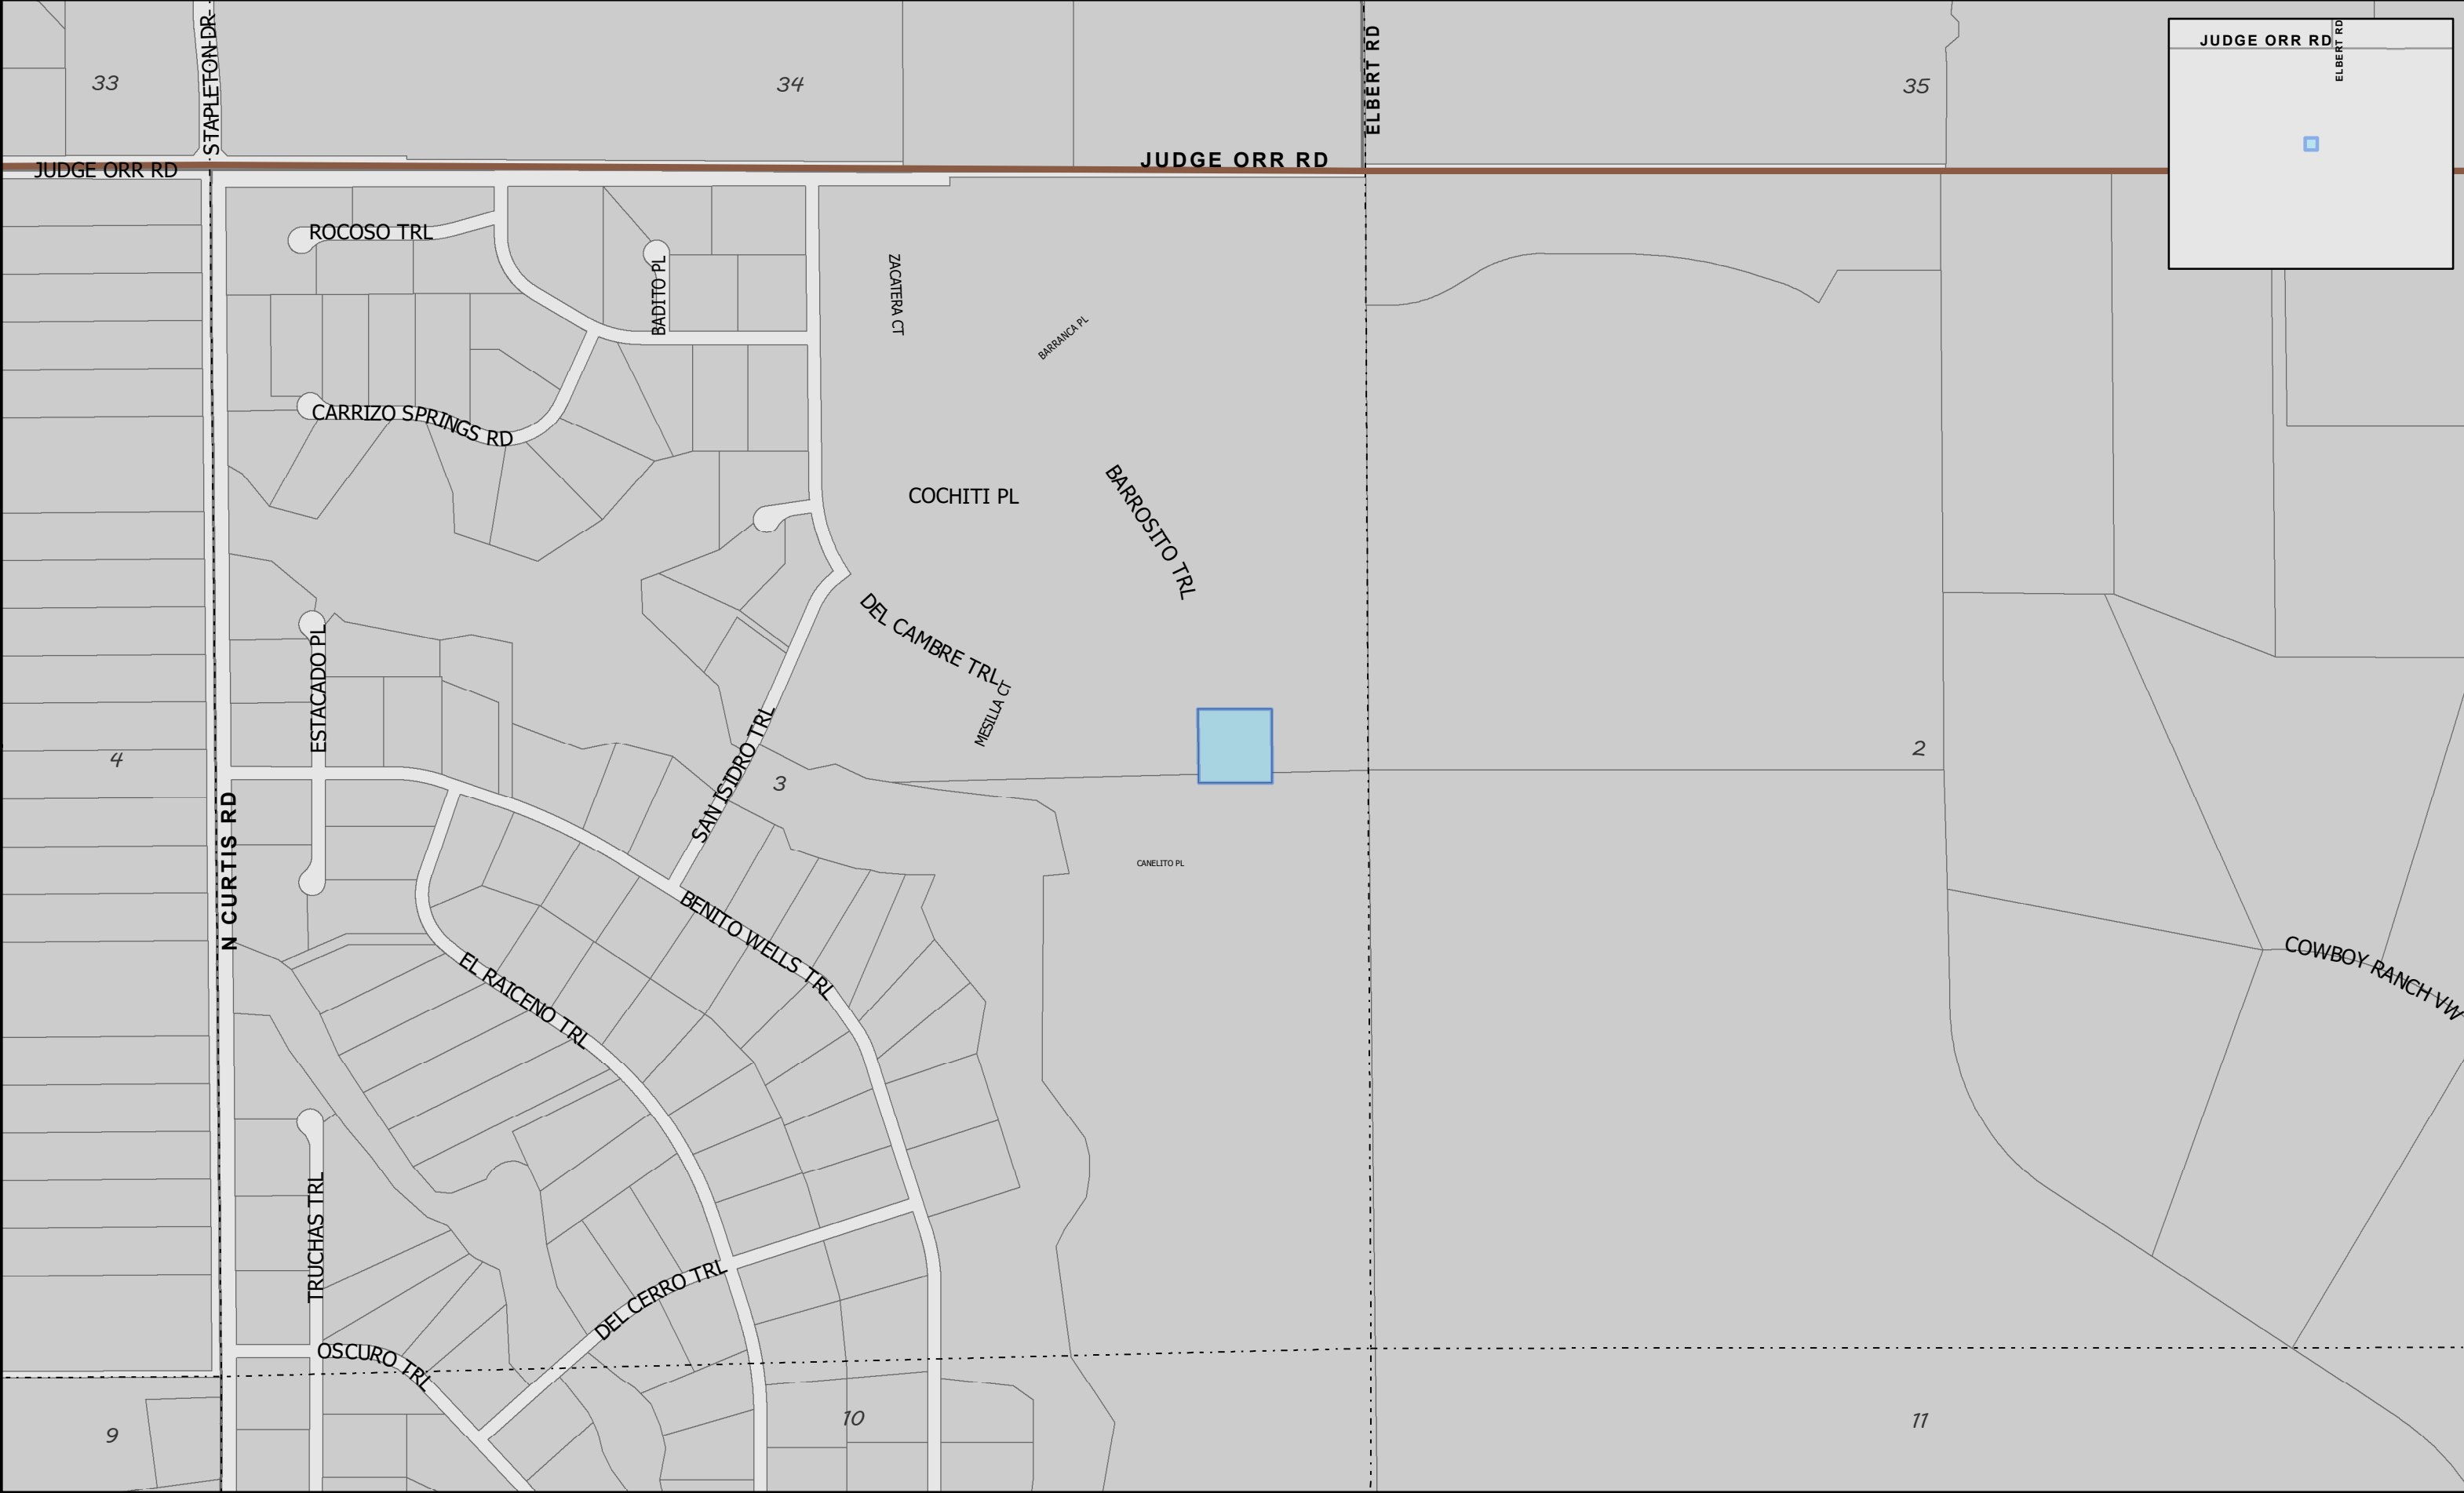 STAPLETON DR
ELBERT RD
JUDGE ORR RD
ELBERT RD
33
34
35
JUDGE ORR RD
JUDGE ORR RD
ROCOSO TRL
BADITO PL
ZACATERA CT
BARRANCA PL
CARRIZO SPRINGS RD
COCHITI PL
BARROSITO TRL
DEL CAMBRE TRL
MESILLA CT
ESTACADO PL
SAN ISIDRO TRL
4
3
2
N CURTIS RD
CANELITO PL
BENITO WELLS TRL
EL RAICENO TRL
COWBOY RANCH VW
TRUCHAS TRL
DEL CERRO TRL
OSCURO TRL
9
10
11